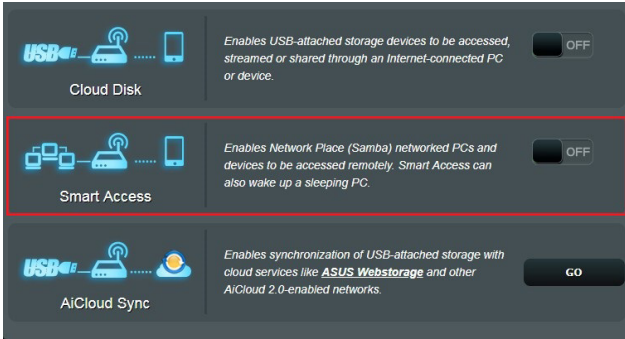 Enables USB-attached storage devices to be accessed,
streamed or shared through an Internet-connected PC
or device.
OFF
USB
Cloud Disk
Enables Network Place (Samba) networked PCs and
devices to be accessed remotely. Smart Access can
also wake up a sleeping PC.
OFF
Smart Access
Enables synchronization of USB-attached storage with
cloud services like ASUS Webstorage and other
AiCloud 2.0-enabled networks.
GO
USB
AiCloud Sync